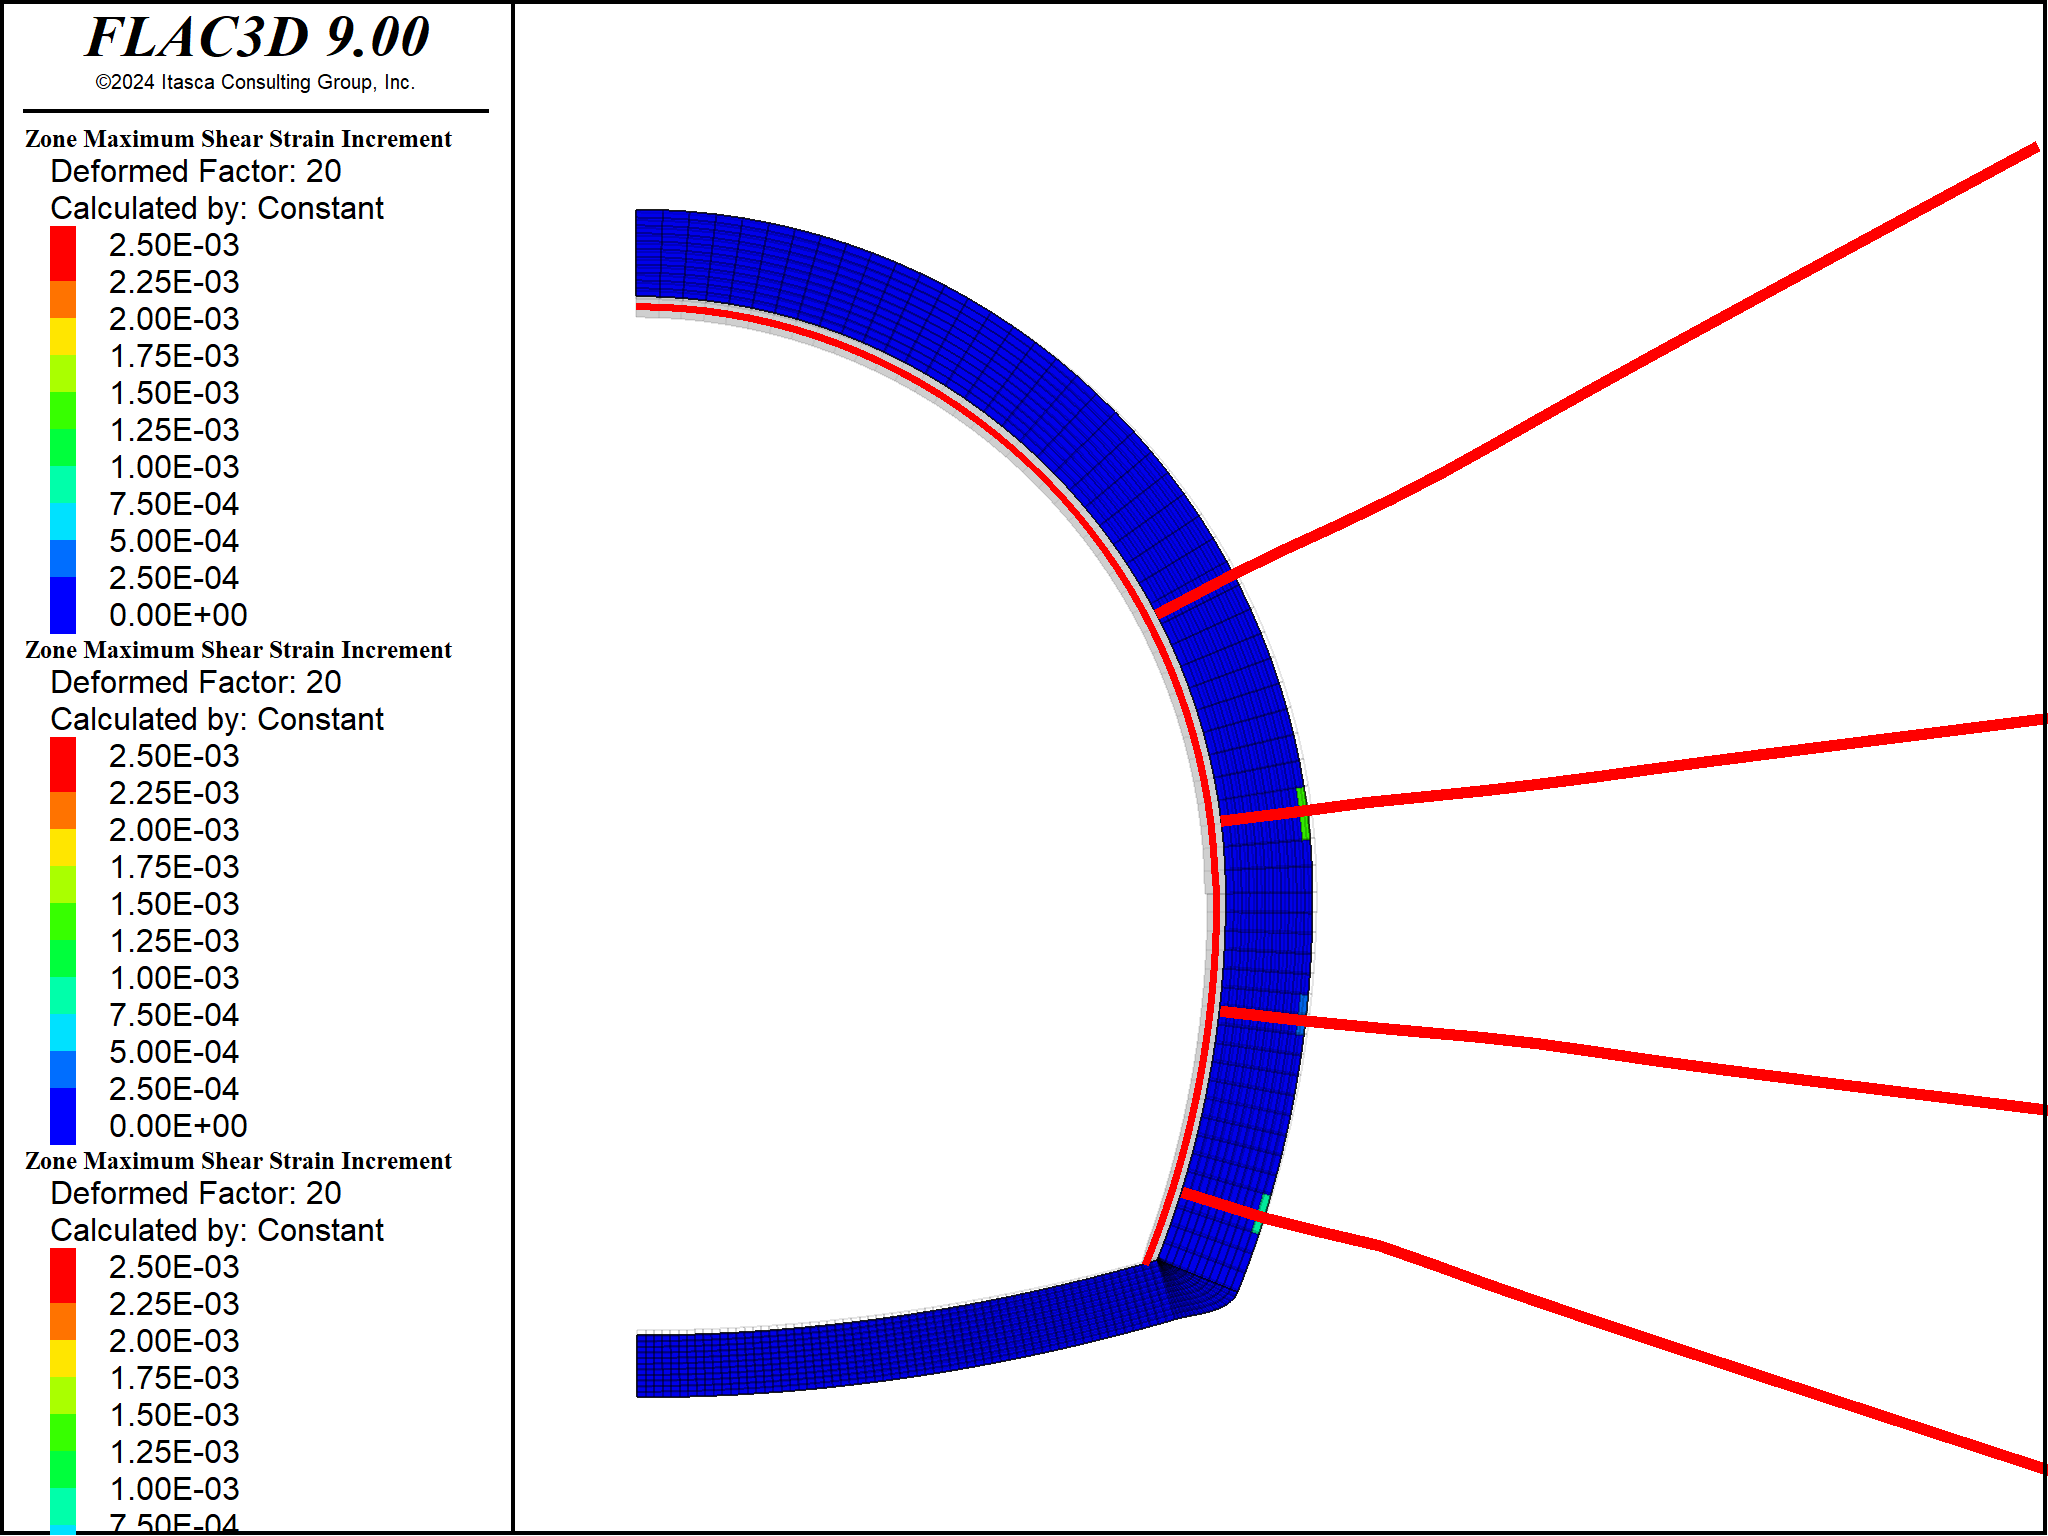 FLAC3D 9.00
©2024 Itasca Consulting Group, Inc.
Zone Maximum Shear Strain Increment
Deformed Factor: 20
Calculated by: Constant
2.50E-03
2.25E-03
2.00E-03
1.75E-03
1.50E-03
1.25E-03
1.00E-03
7.50E-04
5.00E-04
2.50E-04
0.00E+00
Zone Maximum Shear Strain Increment
Deformed Factor: 20
Calculated by: Constant
2.50E-03
2.25E-03
2.00E-03
1.75E-03
1.50E-03
1.25E-03
1.00E-03
7.50E-04
5.00E-04
2.50E-04
0.00E+00
Zone Maximum Shear Strain Increment
Deformed Factor: 20
Calculated by: Constant
2.50E-03
2.25E-03
2.00E-03
1.75E-03
1.50E-03
1.25E-03
1.00E-03
7.50E-04